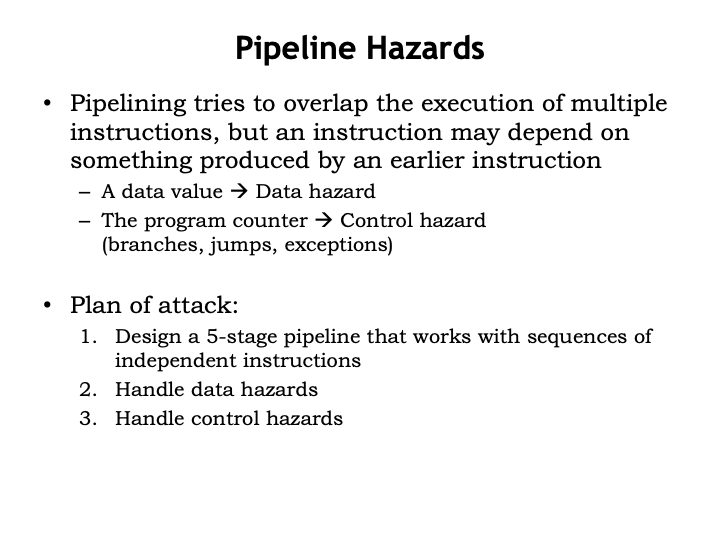 Pipeline Hazards
• Pipelining tries to overlap the execution of multiple
instructions, but an instruction may depend on
something produced by an earlier instruction
– A data value → Data hazard
– The program counter → Control hazard
(branches, jumps, exceptions)
• Plan of attack:
1. Design a 5-stage pipeline that works with sequences of
independent instructions
2. Handle data hazards
3. Handle control hazards